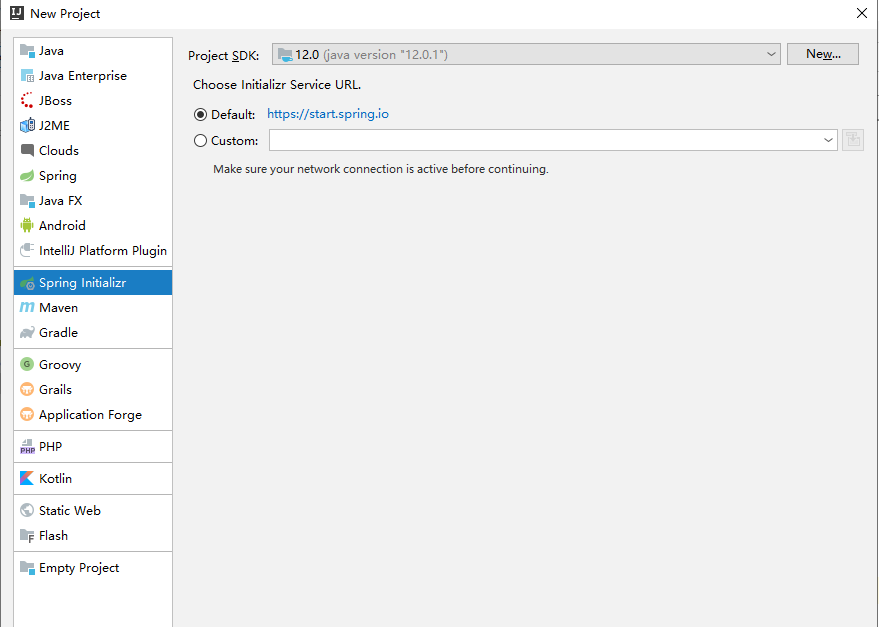 New Project
Java
Java Enterprise
JBoss
J2ME
Clouds
Spring
Java FX
Android
IntelliJ Platform Plugin
Spring Initializr
Maven
Gradle
Groovy
Grails
Application Forge
PHP
Kotlin
Static Web
Flash
Empty Project
Project SDK: 12.0 (java version "12.0.1") New...
Choose Initializr Service URL.
Default: https://start.spring.io
Custom:
Make sure your network connection is active before continuing.